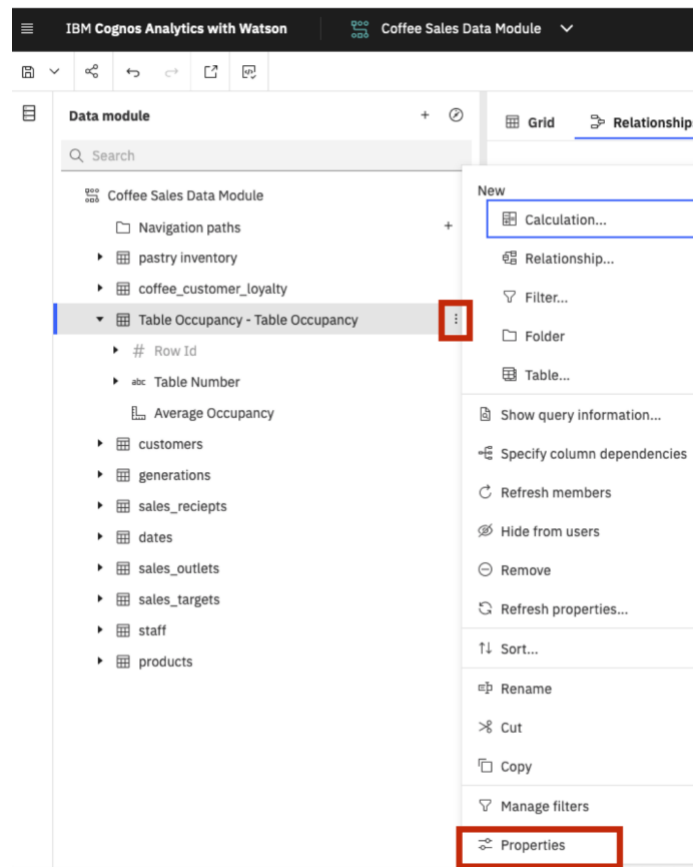 IBM Cognos Analytics with Watson
Coffee Sales Data Module
Data module
Grid
Relationship
Search
Coffee Sales Data Module
Navigation paths
pastry inventory
coffee_customer_loyalty
Table Occupancy - Table Occupancy
# Row Id
abc Table Number
Average Occupancy
customers
generations
sales_reciepts
dates
sales_outlets
sales_targets
staff
products
New
Calculation...
Relationship...
Filter...
Folder
Table...
Show query information...
Specify column dependencies
Refresh members
Hide from users
Remove
Refresh properties...
Sort...
Rename
Cut
Copy
Manage filters
Properties